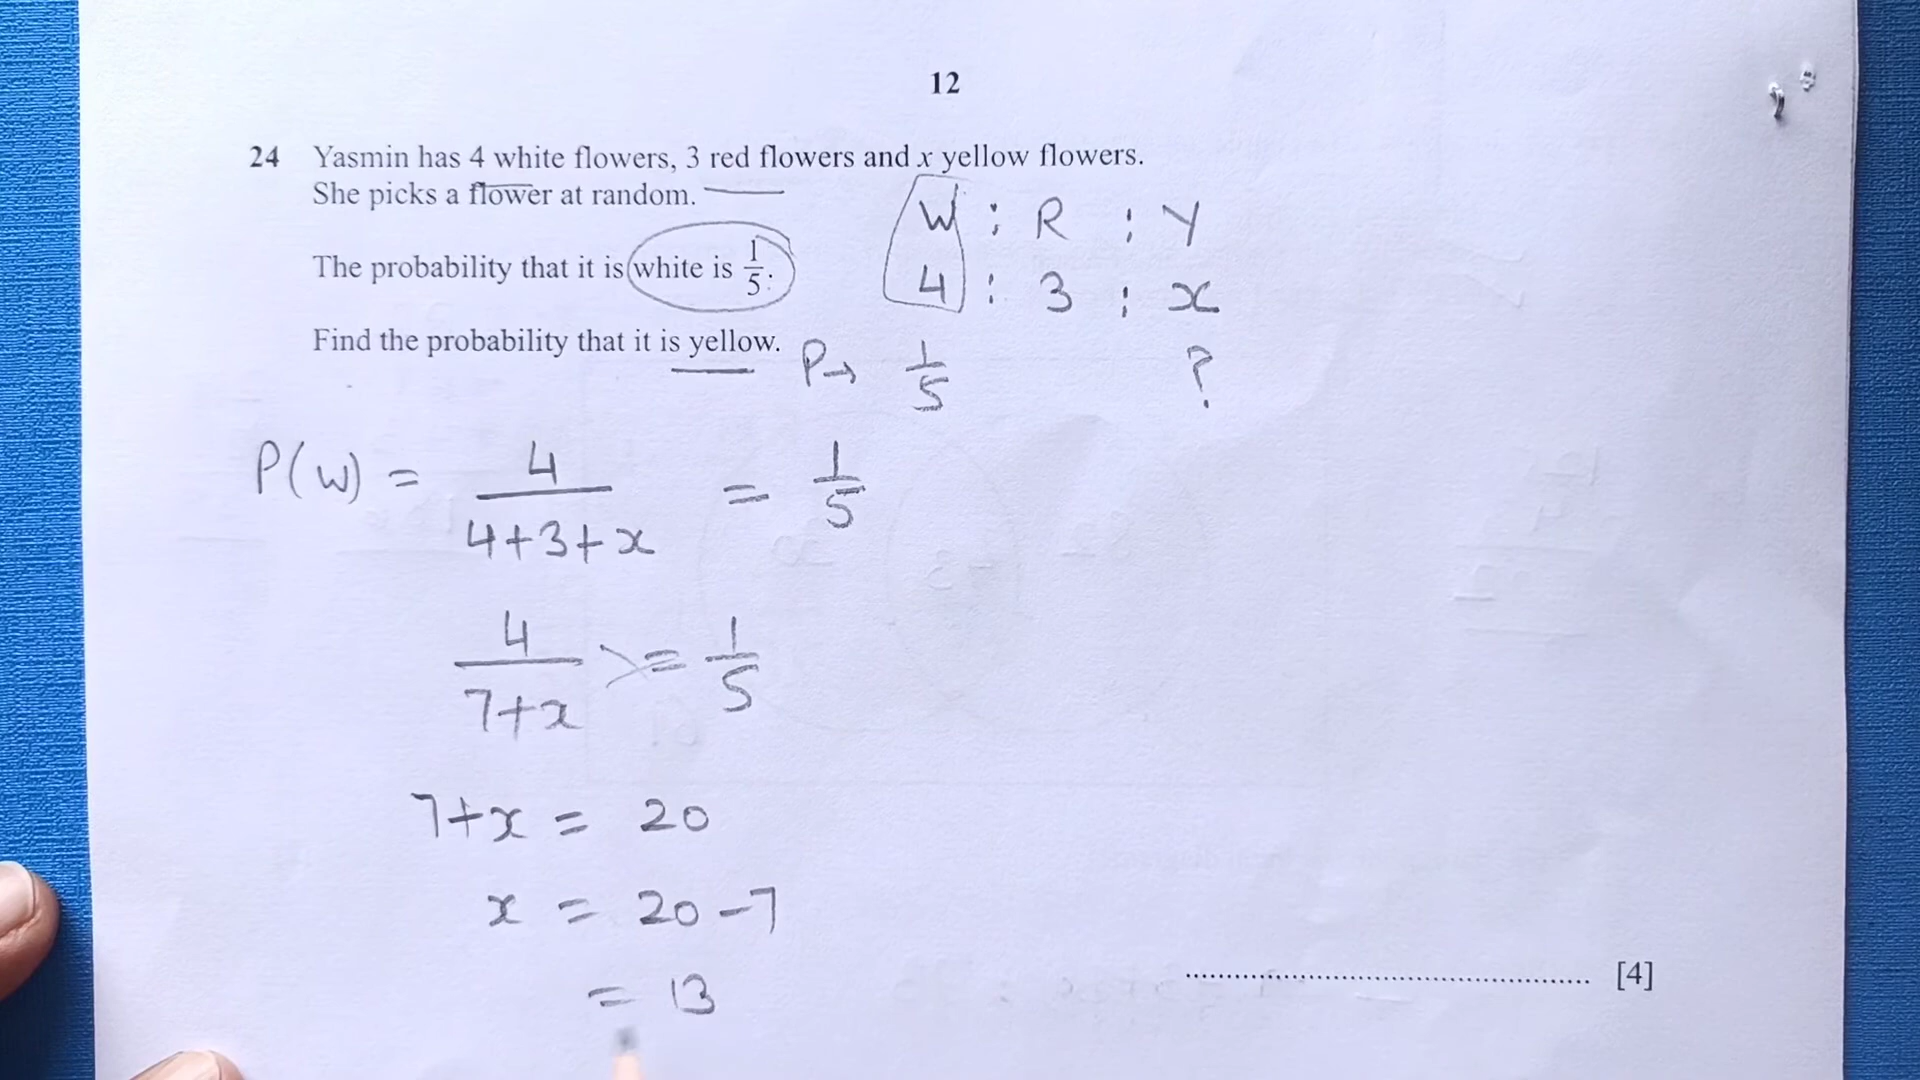 12
24 Yasmin has 4 white flowers, 3 red flowers and x yellow flowers.
She picks a flower at random.
W : R : Y
The probability that it is white is 1/5.
4 : 3 : x
Find the probability that it is yellow.
P→ 1/5 ?
P(W) = 4/(4+3+x) = 1/5
4/(7+x) = 1/5
7+x = 20
x = 20-7
= 13
[4]